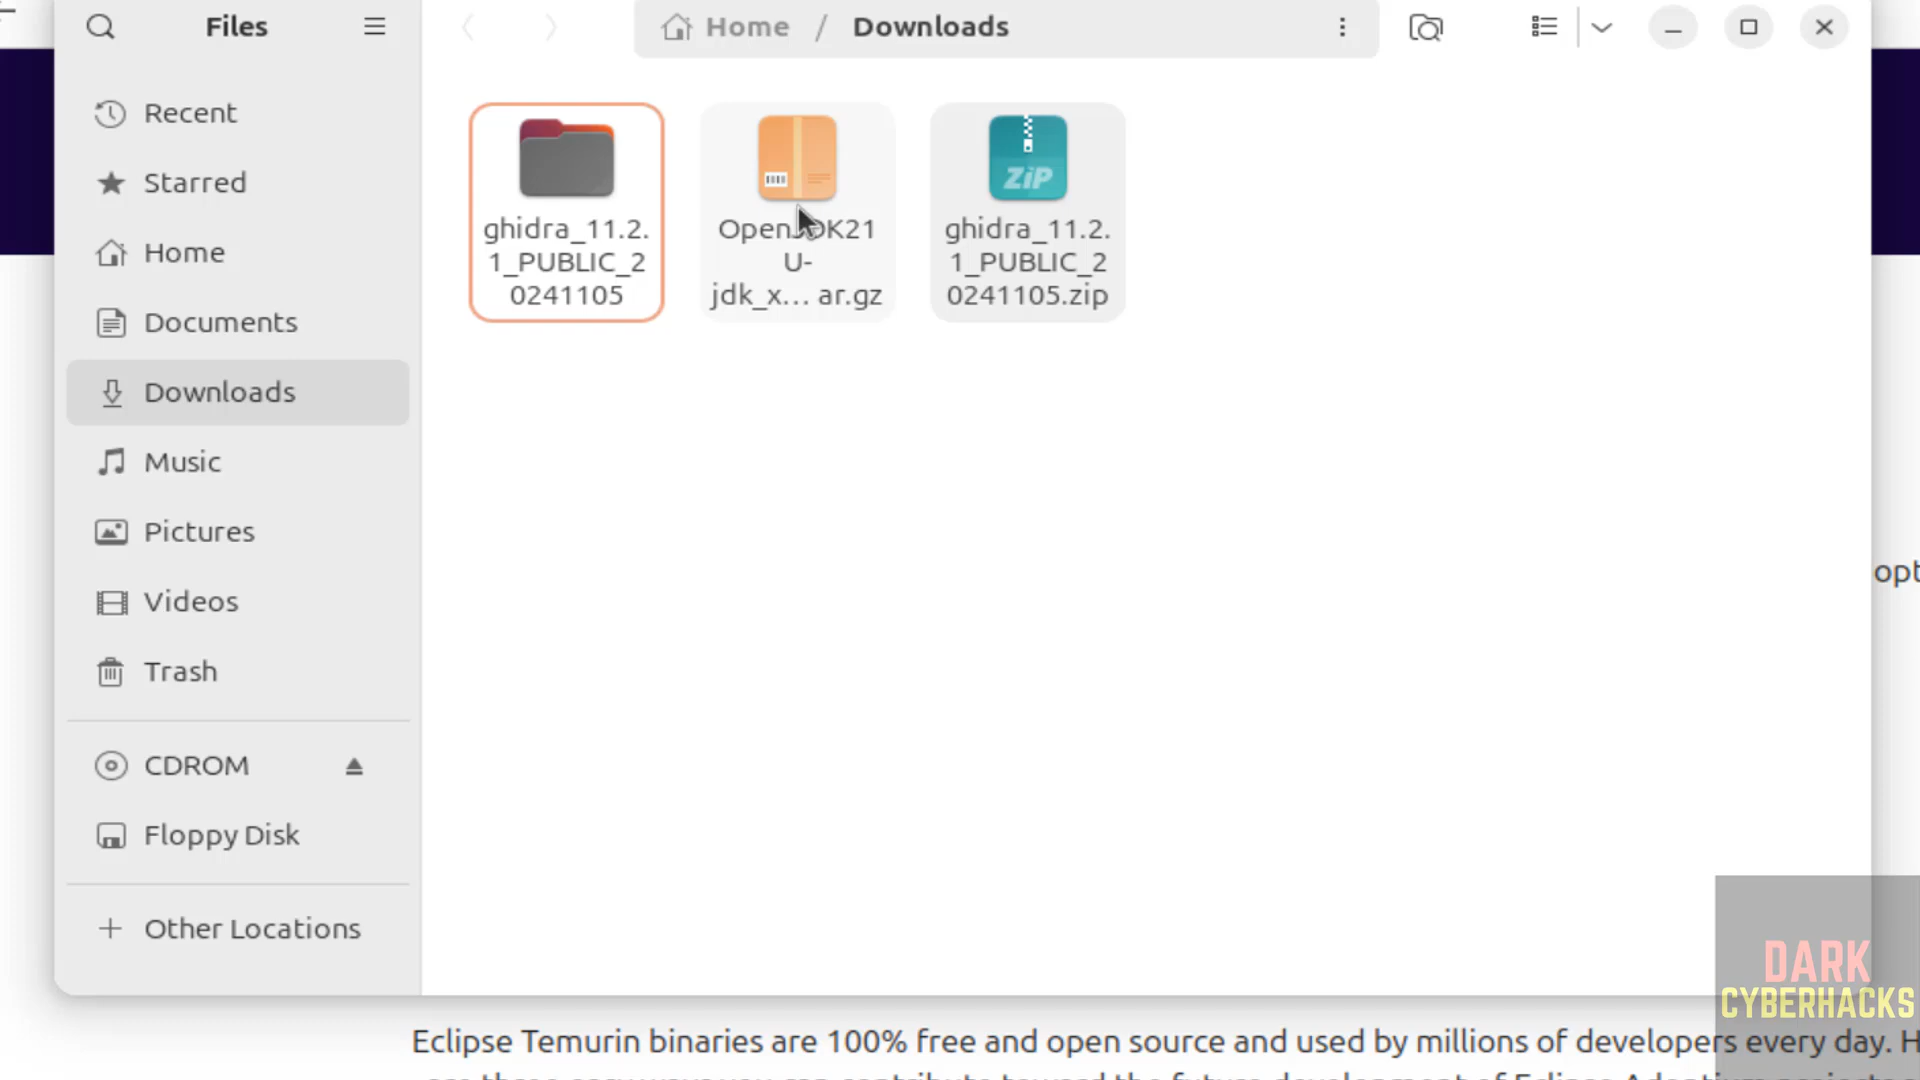 Files
Home / Downloads
Recent
Starred
Home
Documents
Downloads
Music
Pictures
Videos
Trash
CDROM
Floppy Disk
Other Locations
ghidra_11.2.
1_PUBLIC_2
0241105
OpenJDK21
U-
jdk_x... ar.gz
ZiP
ghidra_11.2.
1_PUBLIC_2
0241105.zip
opt
DARK
CYBERHACKS
Eclipse Temurin binaries are 100% free and open source and used by millions of developers every day. H